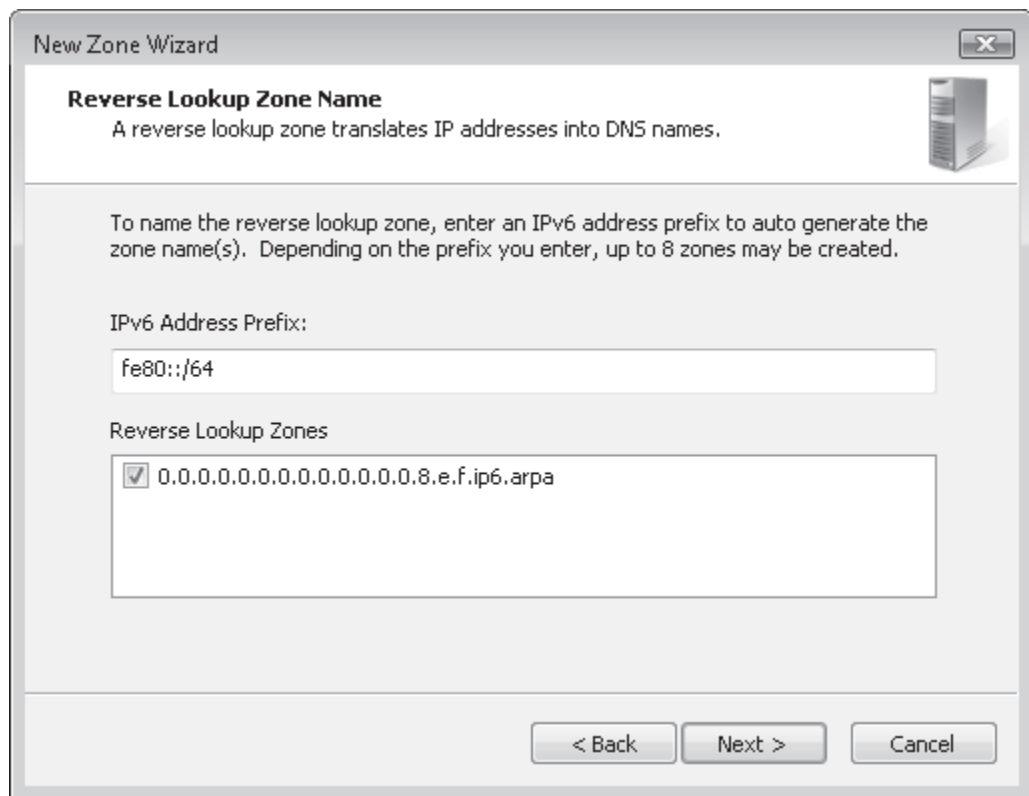 New Zone Wizard
Reverse Lookup Zone Name
A reverse lookup zone translates IP addresses into DNS names.
To name the reverse lookup zone, enter an IPv6 address prefix to auto generate the
zone name(s). Depending on the prefix you enter, up to 8 zones may be created.
IPv6 Address Prefix:
fe80::/64
Reverse Lookup Zones
0.0.0.0.0.0.0.0.0.0.0.0.0.8.e.f.ip6.arpa
< Back Next > Cancel